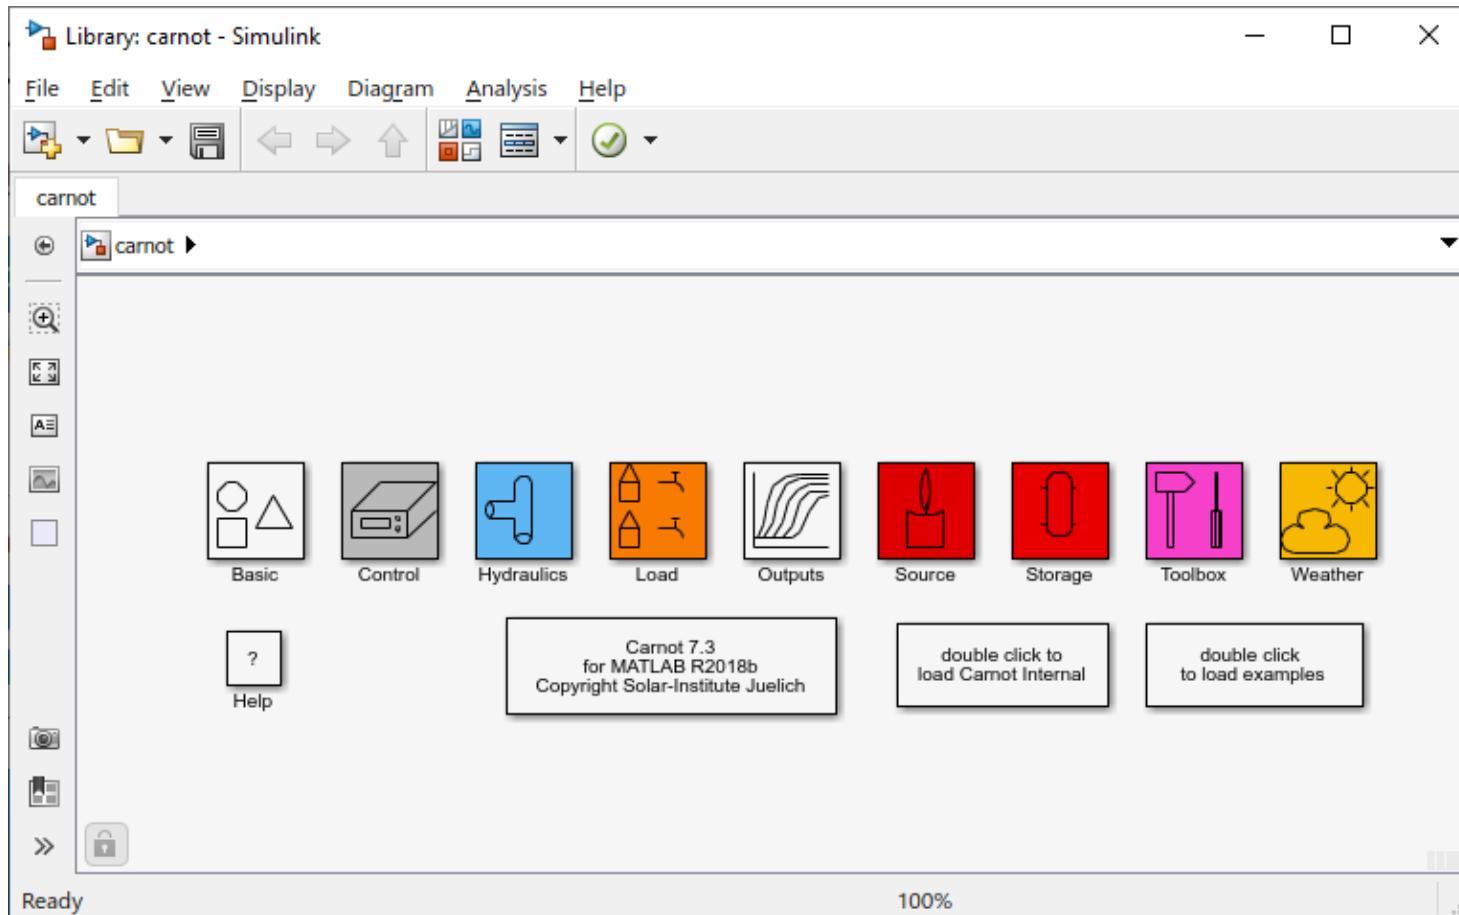 Library: carnot - Simulink
File Edit View Display Diagram Analysis Help
carnot
carnot
Basic Control Hydraulics Load Outputs Source Storage Toolbox Weather
?
Help
Carnot 7.3
for MATLAB R2018b
Copyright Solar-Institute Juelich
double click to
load Carnot Internal
double click
to load examples
Ready 100%